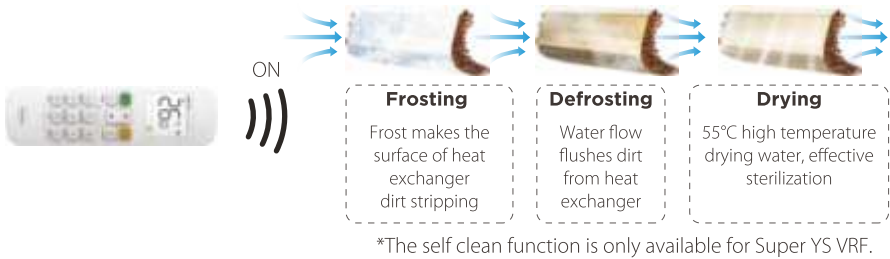 ON
Frosting
Frost makes the
surface of heat
exchanger
dirt stripping
Defrosting
Water flow
flushes dirt
from heat
exchanger
Drying
55°C high temperature
drying water, effective
sterilization
*The self clean function is only available for Super YS VRF.